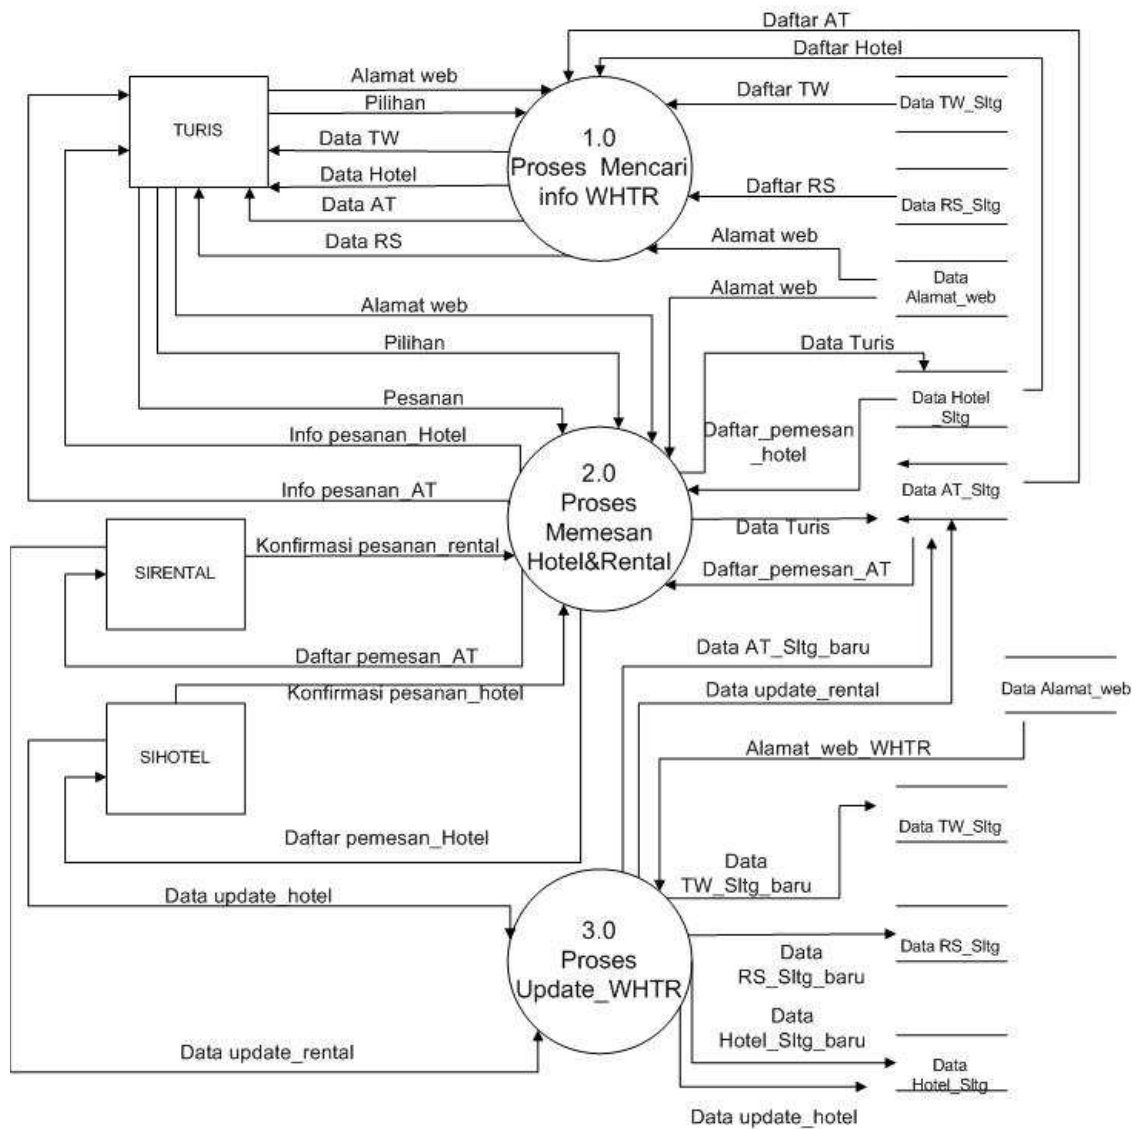 Daftar AT
Daftar Hotel
Alamat web
Daftar TW
Data TW_Sltg
Pilihan
TURIS
1.0
Proses Mencari
info WHTR
Data TW
Data Hotel
Data AT
Data RS
Daftar RS
Data RS_Sltg
Alamat web
Data
Alamat_web
Alamat web
Alamat web
Pilihan
Data Turis
Pesanan
Data Hotel
_Sltg
Info pesanan_Hotel
Daftar_pemesan
_hotel
Info pesanan_AT
2.0
Proses
Memesan
Hotel&Rental
Data AT_Sltg
Data Turis
Konfirmasi pesanan_rental
SIRENTAL
Daftar_pemesan_AT
Daftar pemesan_AT
Data AT_Sltg_baru
Konfirmasi pesanan_hotel
Data update_rental
Data Alamat_web
SIHOTEL
Alamat_web_WHTR
Daftar pemesan_Hotel
Data TW_Sltg
Data
TW_Sltg_baru
Data update_hotel
3.0
Proses
Update_WHTR
Data RS_Sltg
Data
RS_Sltg_baru
Data
Hotel_Sltg_baru
Data update_rental
Data
Hotel_Sltg
Data update_hotel